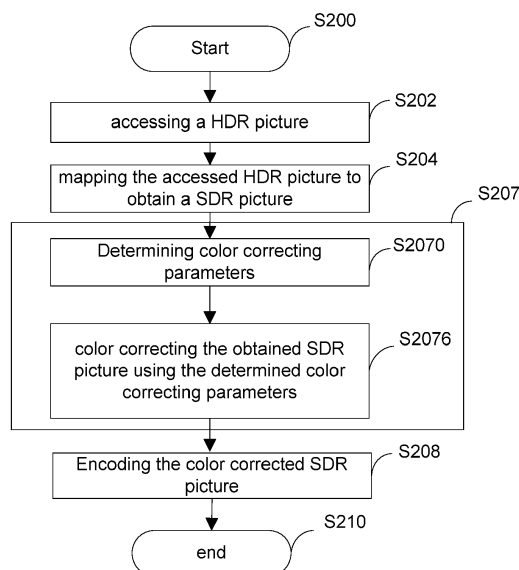 S200
Start
S202
accessing a HDR picture
S204
mapping the accessed HDR picture to
obtain a SDR picture
S207
Determining color correcting
parameters
S2070
color correcting the obtained SDR
picture using the determined color
correcting parameters
S2076
Encoding the color corrected SDR
picture
S208
S210
end